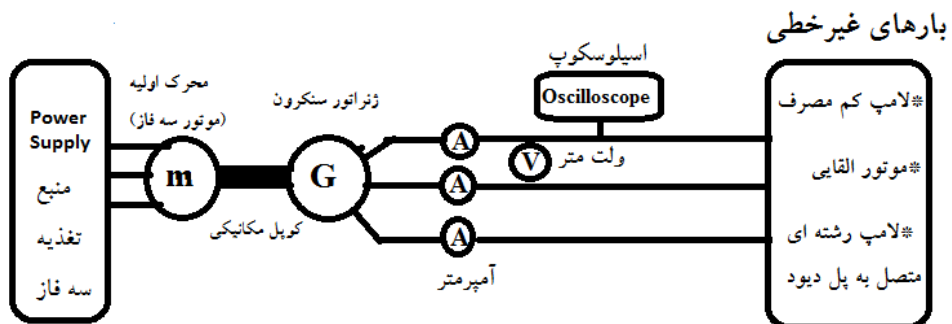 بارهای غیرخطی
اسیلوسکوپ
Oscilloscope
محرک اولیه
(موتور سه فاز)
ژنراتور سنکرون
Power
Supply
منبع
تغذیه
سه فاز
m
G
کوپل مکانیکی
A
A
A
V
ولت متر
آمپرمتر
*لامپ کم مصرف
*موتور القایی
*لامپ رشته ای
متصل به پل دیود